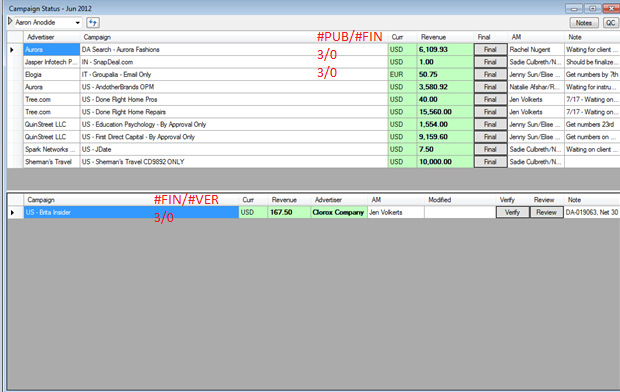 Campaign Status - Jun 2012
Aaron Anodide Notes QC
#PUB/#FIN
Advertiser Campaign Curr Revenue Final AM Note
3/0
Aurora DA Search - Aurora Fashions USD 6,109.93 Final Rachel Nugent Waiting for client
Jasper Infotech P... IN - SnapDeal.com USD 1.00 Final Sadie Culbreth/N... Should be finalize
3/0
Elogia IT - Groupalia - Email Only EUR 50.75 Final Jenny Sun/Elise ... Get numbers by 7th
Aurora US - AndotherBrands OPM USD 3,580.92 Final Natalie Afshar/R... Waiting for instru
Tree.com US - Done Right Home Pros USD 40.00 Final Jen Volkerts 7/17 - Waiting on
Tree.com US - Done Right Home Repairs USD 15,560.00 Final Jen Volkerts 7/17 - Waiting on
QuinStreet LLC US - Education Psychology - By Approval Only USD 1,554.00 Final Jenny Sun/Elise ... Get numbers 23rd
QuinStreet LLC US - First Direct Capital - By Approval Only USD 9,159.60 Final Jenny Sun/Elise ... Get numbers on
Spark Networks ... US - JDate USD 7.50 Final Sadie Culbreth/N... Waiting on client
Sherman's Travel US - Sherman's Travel CD9892 ONLY USD 10,000.00 Final Sadie Culbreth/N...
#FIN/#VER
Campaign Curr Revenue Advertiser AM Modified Verify Review Note
US - Brita Insider USD 167.50 Clorox Company Jen Volkerts Verify Review DA-019063, Net 30
3/0